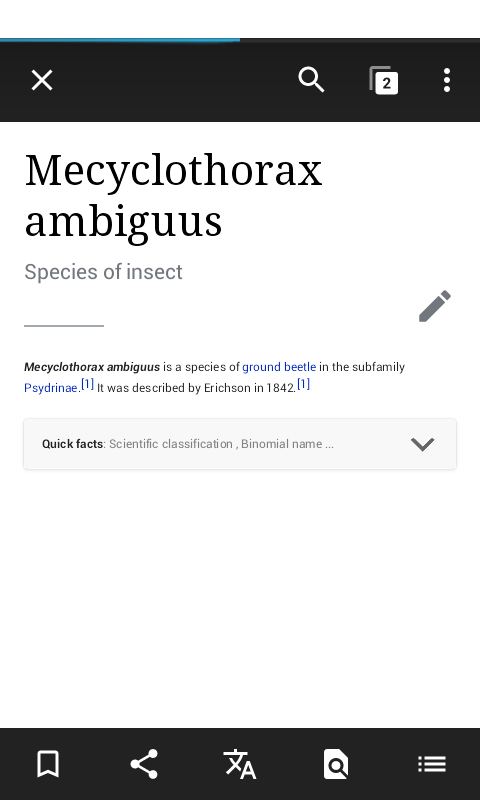 2
Mecyclothorax
ambiguus
Species of insect
Mecyclothorax ambiguus is a species of ground beetle in the subfamily
Psydrinae.[1] It was described by Erichson in 1842.[1]
Quick facts: Scientific classification , Binomial name ...